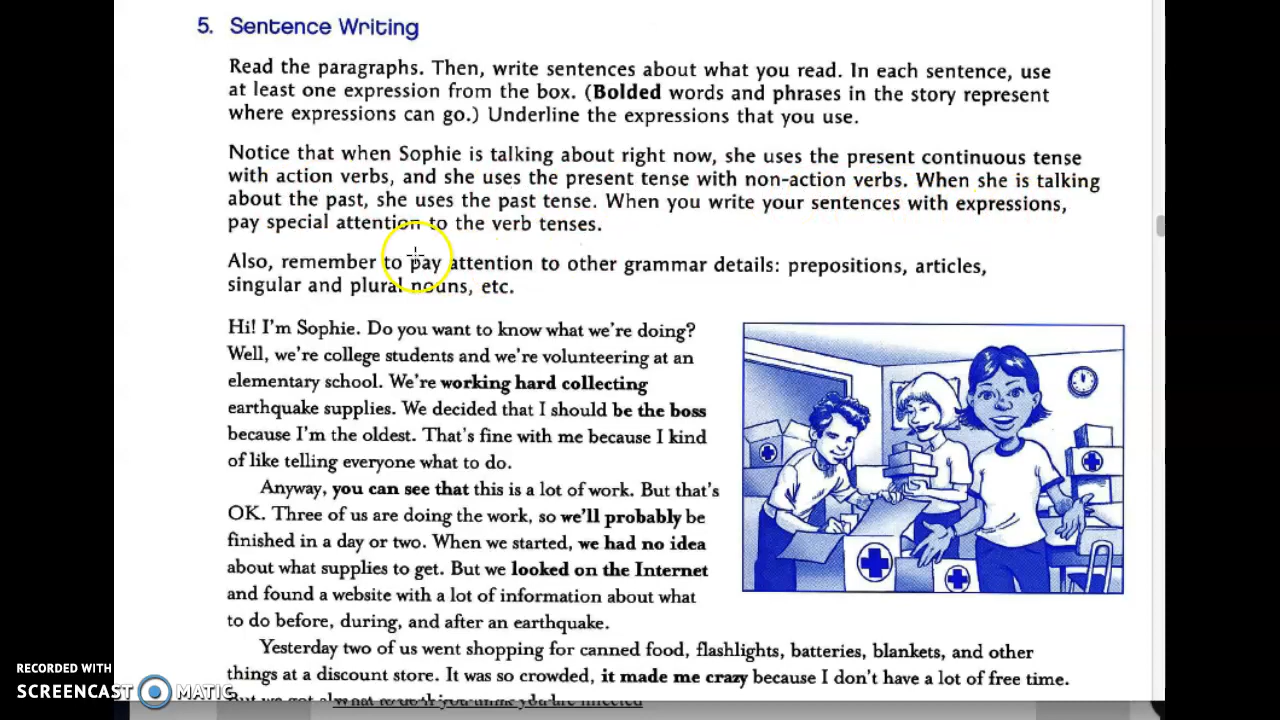 5. Sentence Writing
Read the paragraphs. Then, write sentences about what you read. In each sentence, use
at least one expression from the box. (Bolded words and phrases in the story represent
where expressions can go.) Underline the expressions that you use.
Notice that when Sophie is talking about right now, she uses the present continuous tense
with action verbs, and she uses the present tense with non-action verbs. When she is talking
about the past, she uses the past tense. When you write your sentences with expressions,
pay special attention to the verb tenses.
Also, remember to pay attention to other grammar details: prepositions, articles,
singular and plural nouns, etc.
Hi! I'm Sophie. Do you want to know what we're doing?
Well, we're college students and we're volunteering at an
elementary school. We're working hard collecting
earthquake supplies. We decided that I should be the boss
because I'm the oldest. That's fine with me because I kind
of like telling everyone what to do.
Anyway, you can see that this is a lot of work. But that's
OK. Three of us are doing the work, so we'll probably be
finished in a day or two. When we started, we had no idea
about what supplies to get. But we looked on the Internet
and found a website with a lot of information about what
to do before, during, and after an earthquake.
Yesterday two of us went shopping for canned food, flashlights, batteries, blankets, and other
things at a discount store. It was so crowded, it made me crazy because I don't have a lot of free time.
RECORDED WITH
SCREENCAST MATIC